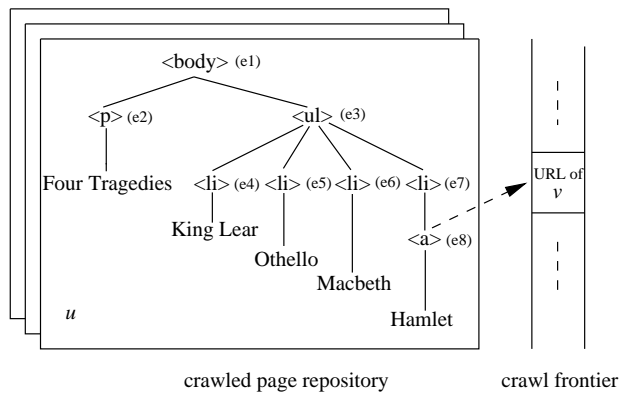 <body> (e1)
<p> (e2)
<ul> (e3)
Four Tragedies
<li> (e4)
<li> (e5)
<li> (e6)
<li> (e7)
King Lear
Othello
Macbeth
<a> (e8)
Hamlet
u
URL of
v
crawled page repository
crawl frontier